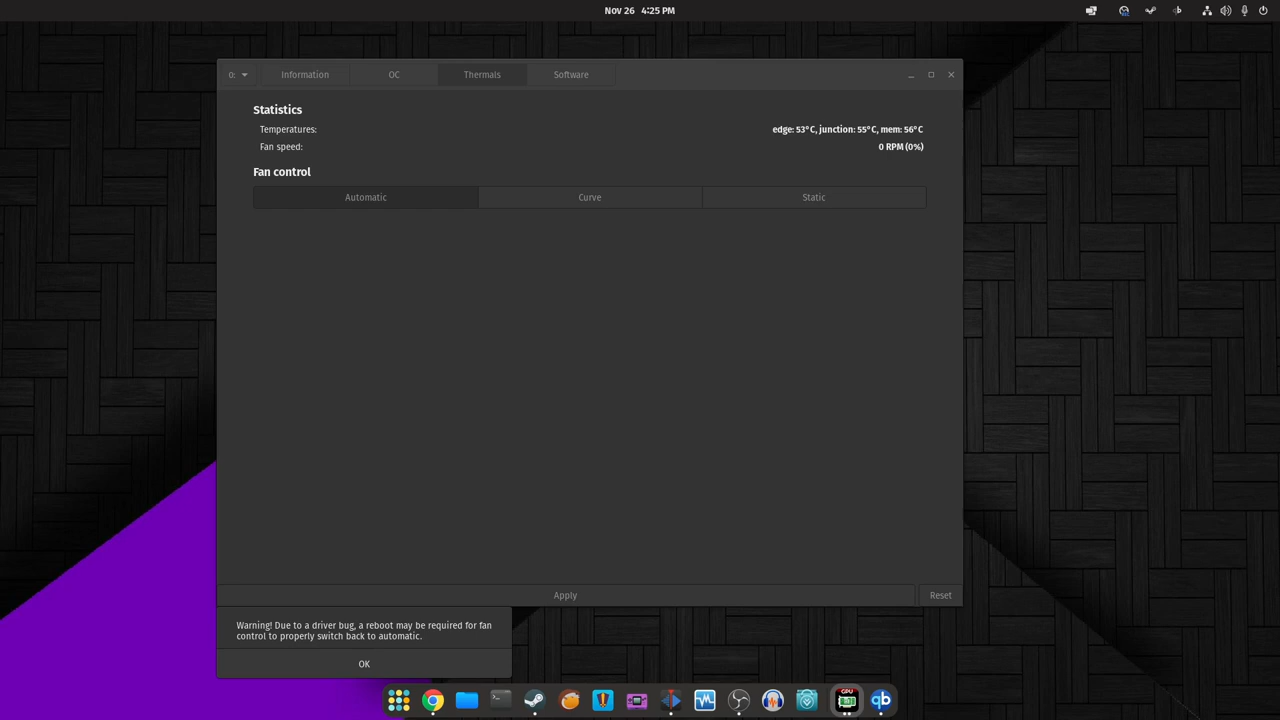 Nov 26 4:25 PM
0:
Information
OC
Thermals
Software
Statistics
Temperatures:
edge: 53°C, junction: 55°C, mem: 56°C
Fan speed:
0 RPM (0%)
Fan control
Automatic
Curve
Static
Apply
Reset
Warning! Due to a driver bug, a reboot may be required for fan
control to properly switch back to automatic.
OK
GPU
qb